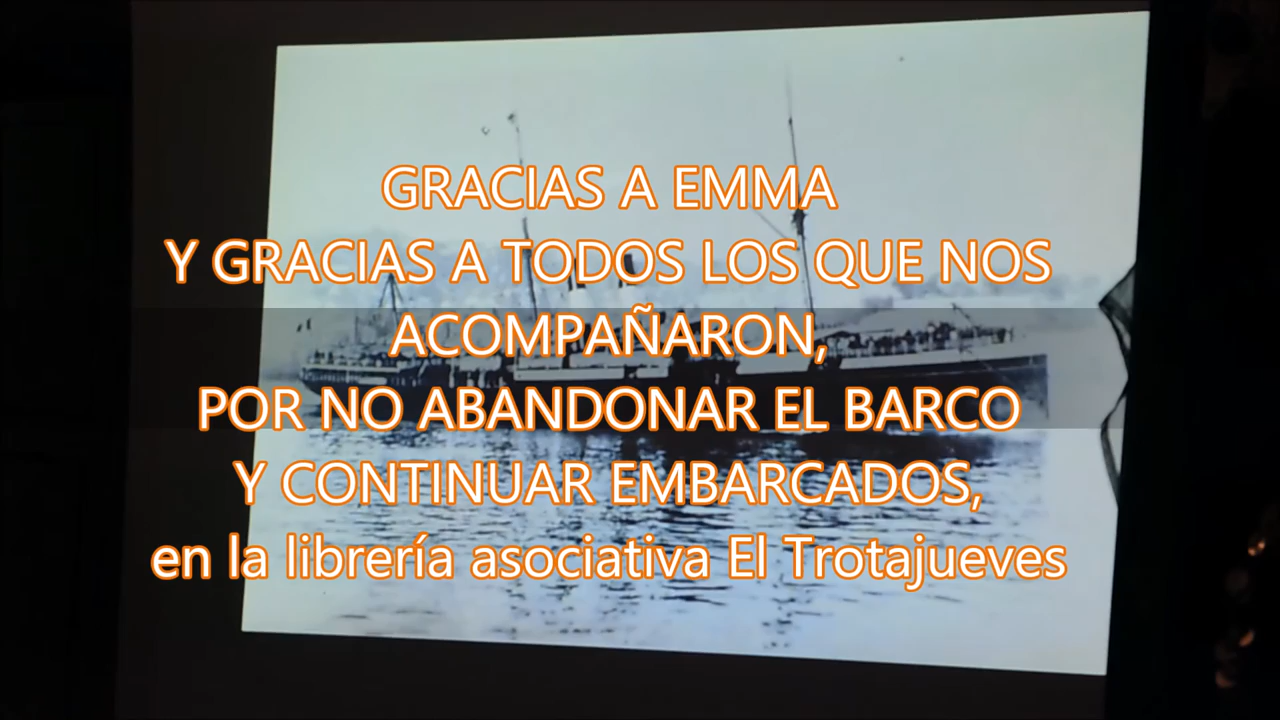 GRACIAS A EMMA
Y GRACIAS A TODOS LOS QUE NOS
ACOMPAÑARON,
POR NO ABANDONAR EL BARCO
Y CONTINUAR EMBARCADOS,
en la librería asociativa El Trotajueves